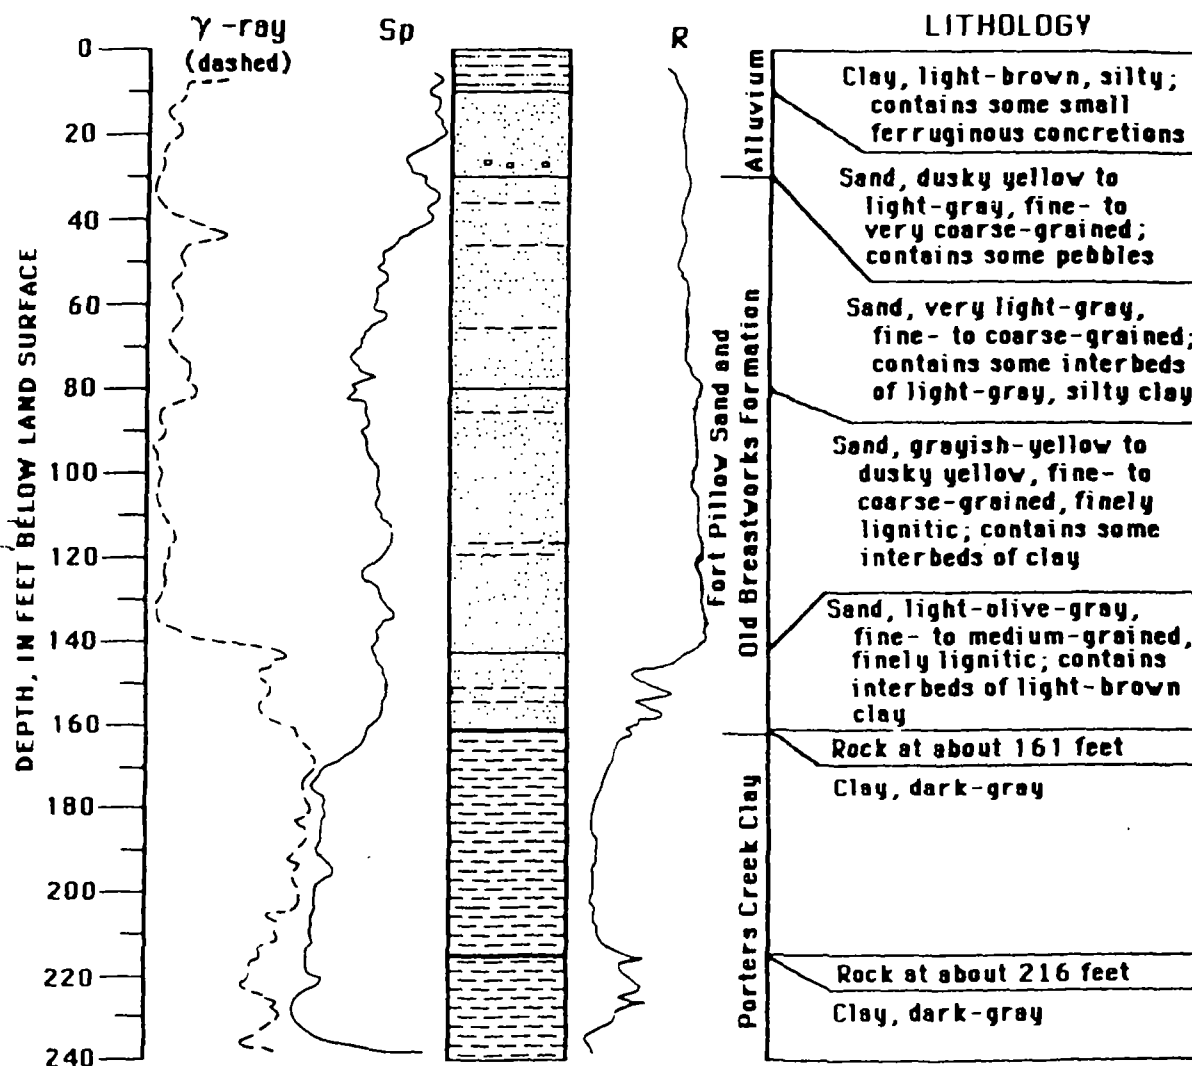 γ-ray
(dashed)
Sp
R
LITHOLOGY
DEPTH, IN FEET BELOW LAND SURFACE
0
20
40
60
80
100
120
140
160
180
200
220
240
Alluvium
Fort Pillow Sand and
Old Breastworks Formation
Porters Creek Clay
Clay, light-brown, silty;
contains some small
ferruginous concretions
Sand, dusky yellow to
light-gray, fine- to
very coarse-grained;
contains some pebbles
Sand, very light-gray,
fine- to coarse-grained;
contains some interbeds
of light-gray, silty clay
Sand, grayish-yellow to
dusky yellow, fine- to
coarse-grained, finely
lignitic; contains some
interbeds of clay
Sand, light-olive-gray,
fine- to medium-grained,
finely lignitic; contains
interbeds of light-brown
clay
Rock at about 161 feet
Clay, dark-gray
Rock at about 216 feet
Clay, dark-gray